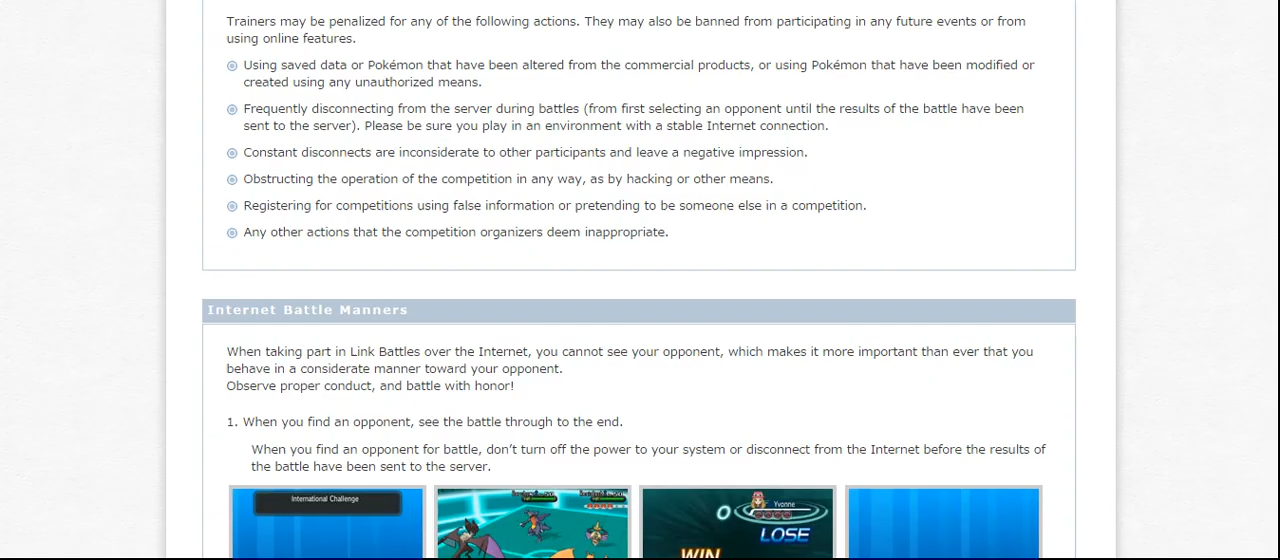 Trainers may be penalized for any of the following actions. They may also be banned from participating in any future events or from
using online features.
Using saved data or Pokémon that have been altered from the commercial products, or using Pokémon that have been modified or
created using any unauthorized means.
Frequently disconnecting from the server during battles (from first selecting an opponent until the results of the battle have been
sent to the server). Please be sure you play in an environment with a stable Internet connection.
Constant disconnects are inconsiderate to other participants and leave a negative impression.
Obstructing the operation of the competition in any way, as by hacking or other means.
Registering for competitions using false information or pretending to be someone else in a competition.
Any other actions that the competition organizers deem inappropriate.
Internet Battle Manners
When taking part in Link Battles over the Internet, you cannot see your opponent, which makes it more important than ever that you
behave in a considerate manner toward your opponent.
Observe proper conduct, and battle with honor!
1. When you find an opponent, see the battle through to the end.
When you find an opponent for battle, don’t turn off the power to your system or disconnect from the Internet before the results of
the battle have been sent to the server.
International Challenge
Yvonne
0
LOSE
WIN